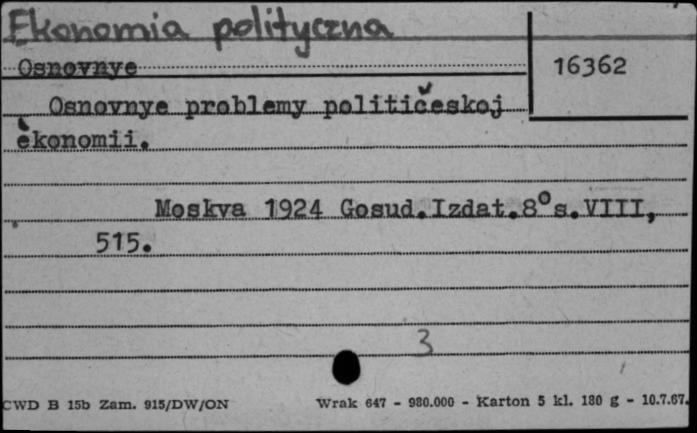 Ekonomia polityczna
Osnovnye
16362
Osnovnye problemy političeskoj
ėkonomii.
Moskva 1924 Gosud.Izdat.8° s.VIII,
515.
3
CWD B 15b Zam. 915/DW/ON Wrak 647 - 980.000 - Karton 5 kl. 180 g - 10.7.67.